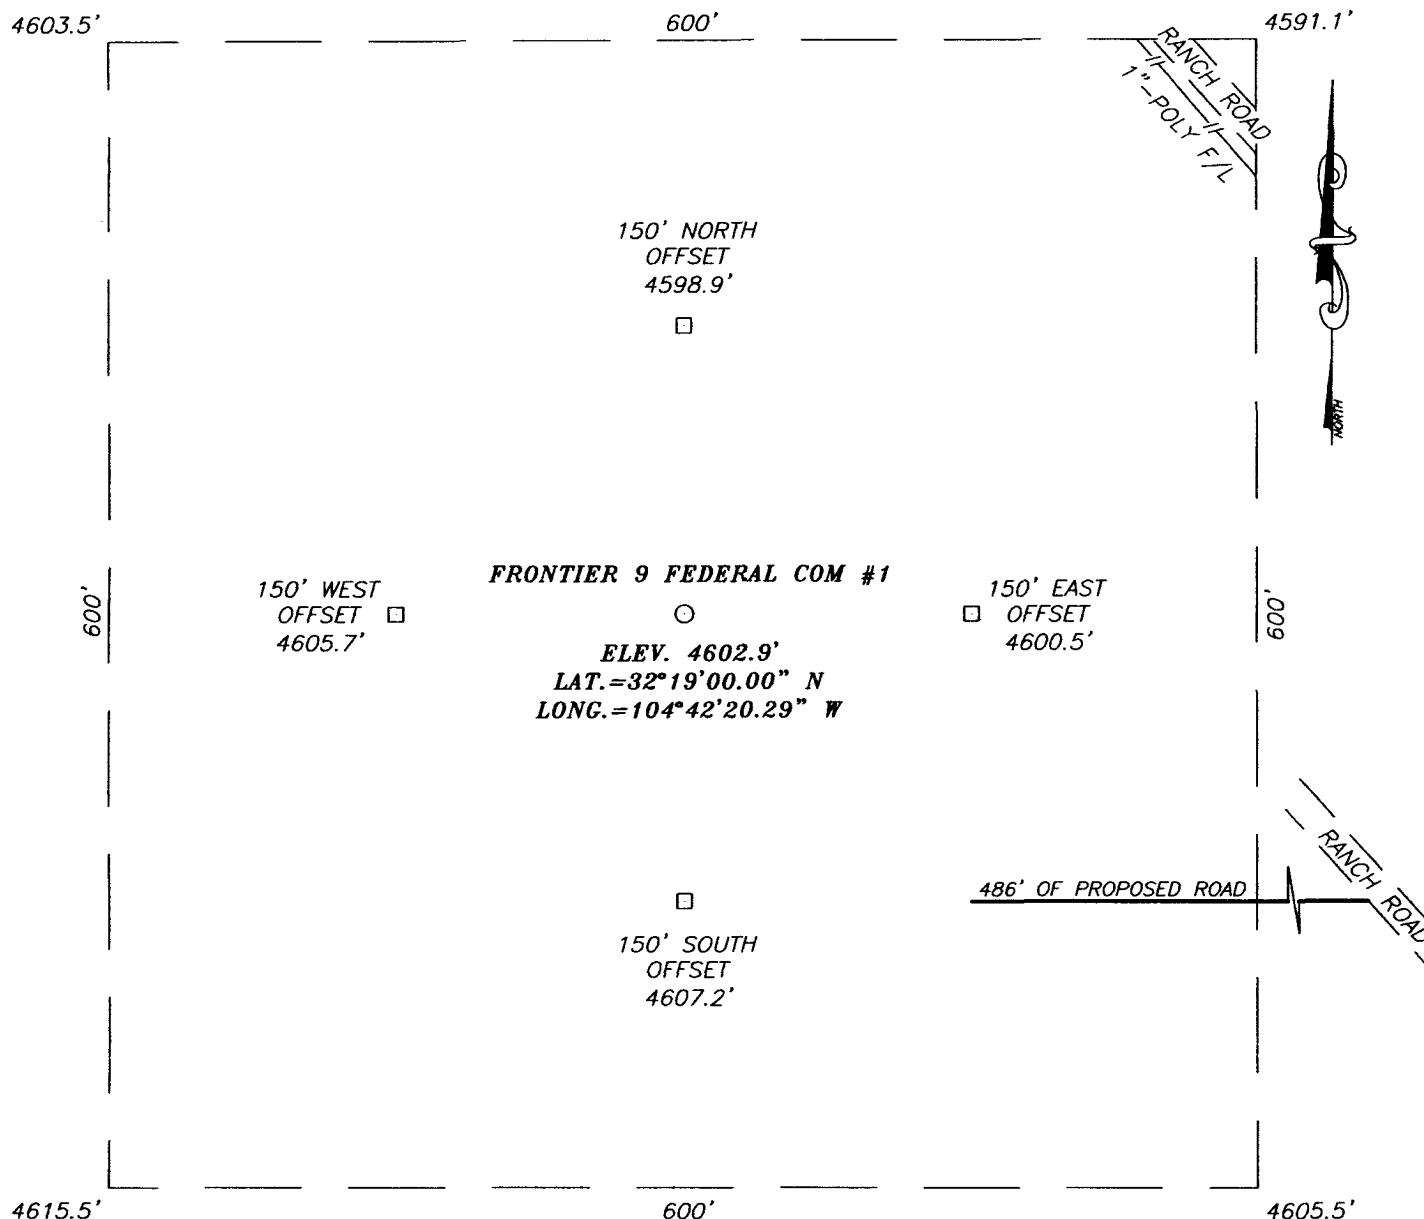 4603.5'
600'
4591.1'
RANCH ROAD
1"-POLY F/L
150' NORTH
OFFSET
4598.9'
NORTH
FRONTIER 9 FEDERAL COM #1
150' WEST
OFFSET
4605.7'
600'
150' EAST
OFFSET
4600.5'
600'
ELEV. 4602.9'
LAT.=32°19'00.00" N
LONG.=104°42'20.29" W
RANCH ROAD
486' OF PROPOSED ROAD
150' SOUTH
OFFSET
4607.2'
4615.5'
600'
4605.5'